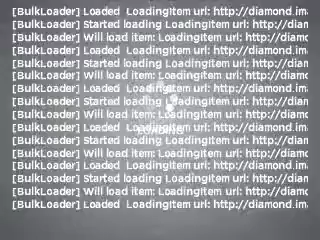 [BulkLoader] Loaded LoadingItem url: http://diamond.im
[BulkLoader] Started loading LoadingItem url: http://diam
[BulkLoader] Will load item: LoadingItem url: http://diamo
[BulkLoader] Loaded LoadingItem url: http://diamond.im
[BulkLoader] Started loading LoadingItem url: http://diam
[BulkLoader] Will load item: LoadingItem url: http://diamo
[BulkLoader] Loaded LoadingItem url: http://diamond.im
[BulkLoader] Started loading LoadingItem url: http://diam
[BulkLoader] Will load item: LoadingItem url: http://diamo
[BulkLoader] Loaded LoadingItem url: http://diamond.im
LOADING
[BulkLoader] Started loading LoadingItem url: http://diam
[BulkLoader] Will load item: LoadingItem url: http://diamo
[BulkLoader] Loaded LoadingItem url: http://diamond.im
[BulkLoader] Started loading LoadingItem url: http://diam
[BulkLoader] Will load item: LoadingItem url: http://diamo
[BulkLoader] Loaded LoadingItem url: http://diamond.im